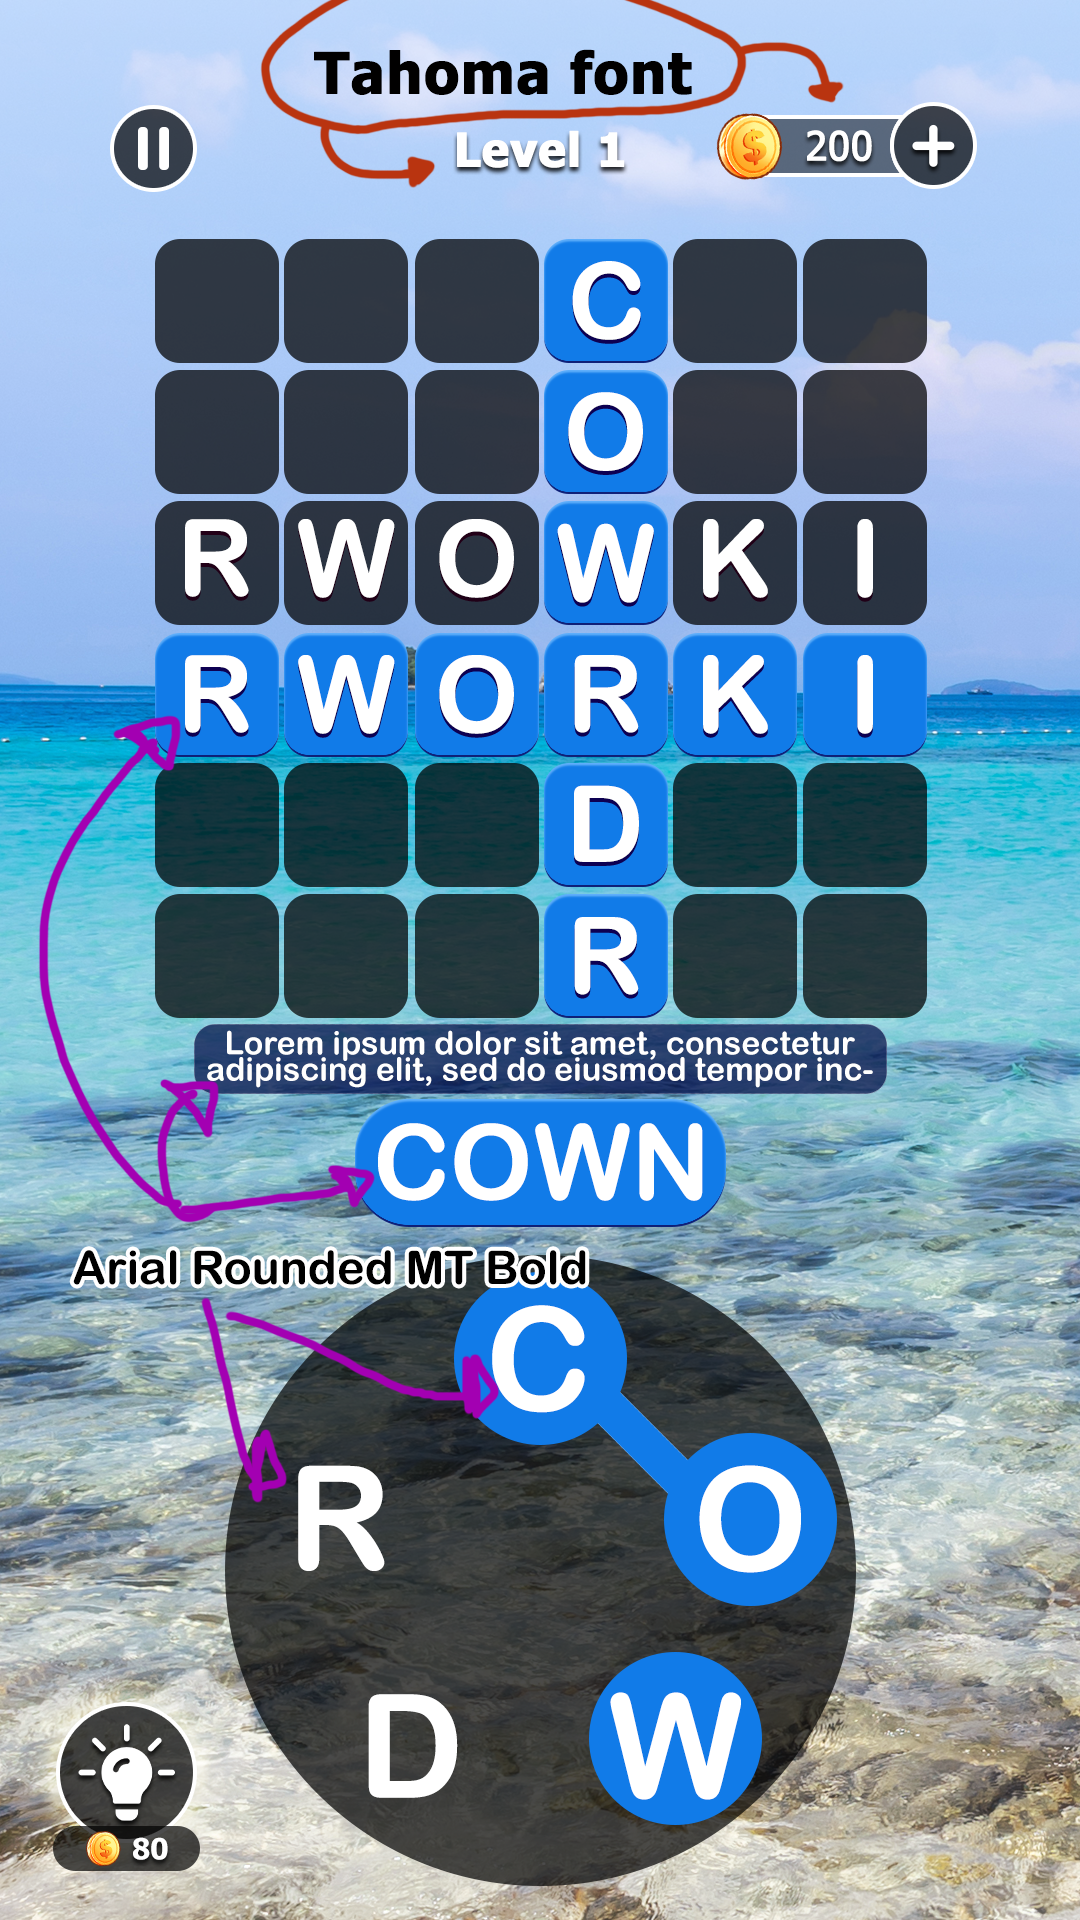 Tahoma font
Level 1
200
C
O
R W O W K I
R W O R K I
D
R
Lorem ipsum dolor sit amet, consectetur
adipiscing elit, sed do eiusmod tempor inc-
COWN
Arial Rounded MT Bold
C
R
O
D
W
80